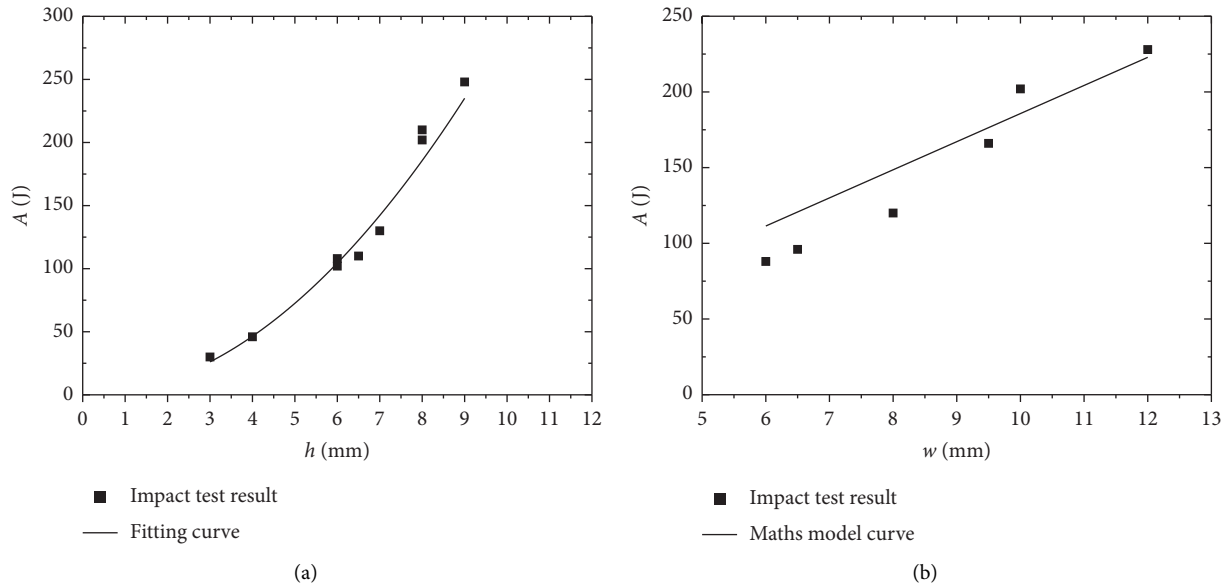 300
250
200
150
100
50
0
A (J)
0 1 2 3 4 5 6 7 8 9 10 11 12
h (mm)
Impact test result
Fitting curve
(a)
250
200
150
100
50
0
A (J)
5 6 7 8 9 10 11 12 13
w (mm)
Impact test result
Maths model curve
(b)